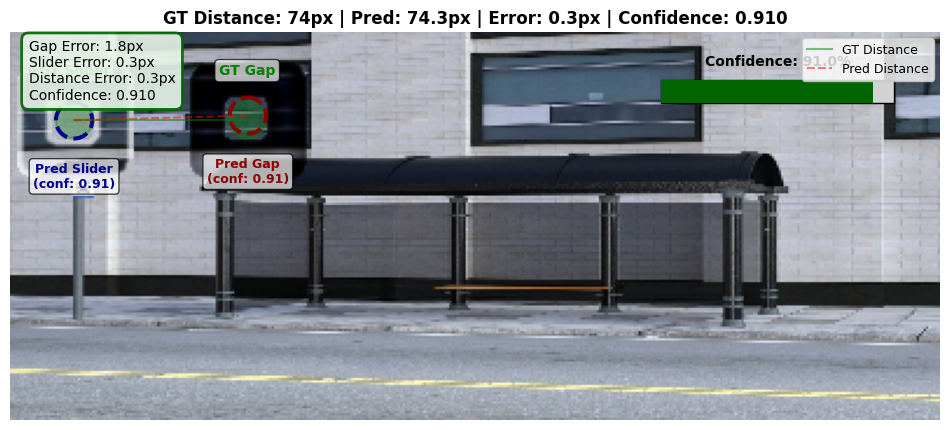 GT Distance: 74px | Pred: 74.3px | Error: 0.3px | Confidence: 0.910
Gap Error: 1.8px
Slider Error: 0.3px
Distance Error: 0.3px
Confidence: 0.910
GT Gap
Confidence: 91.0%
GT Distance
Pred Distance
Pred Slider
(conf: 0.91)
Pred Gap
(conf: 0.91)